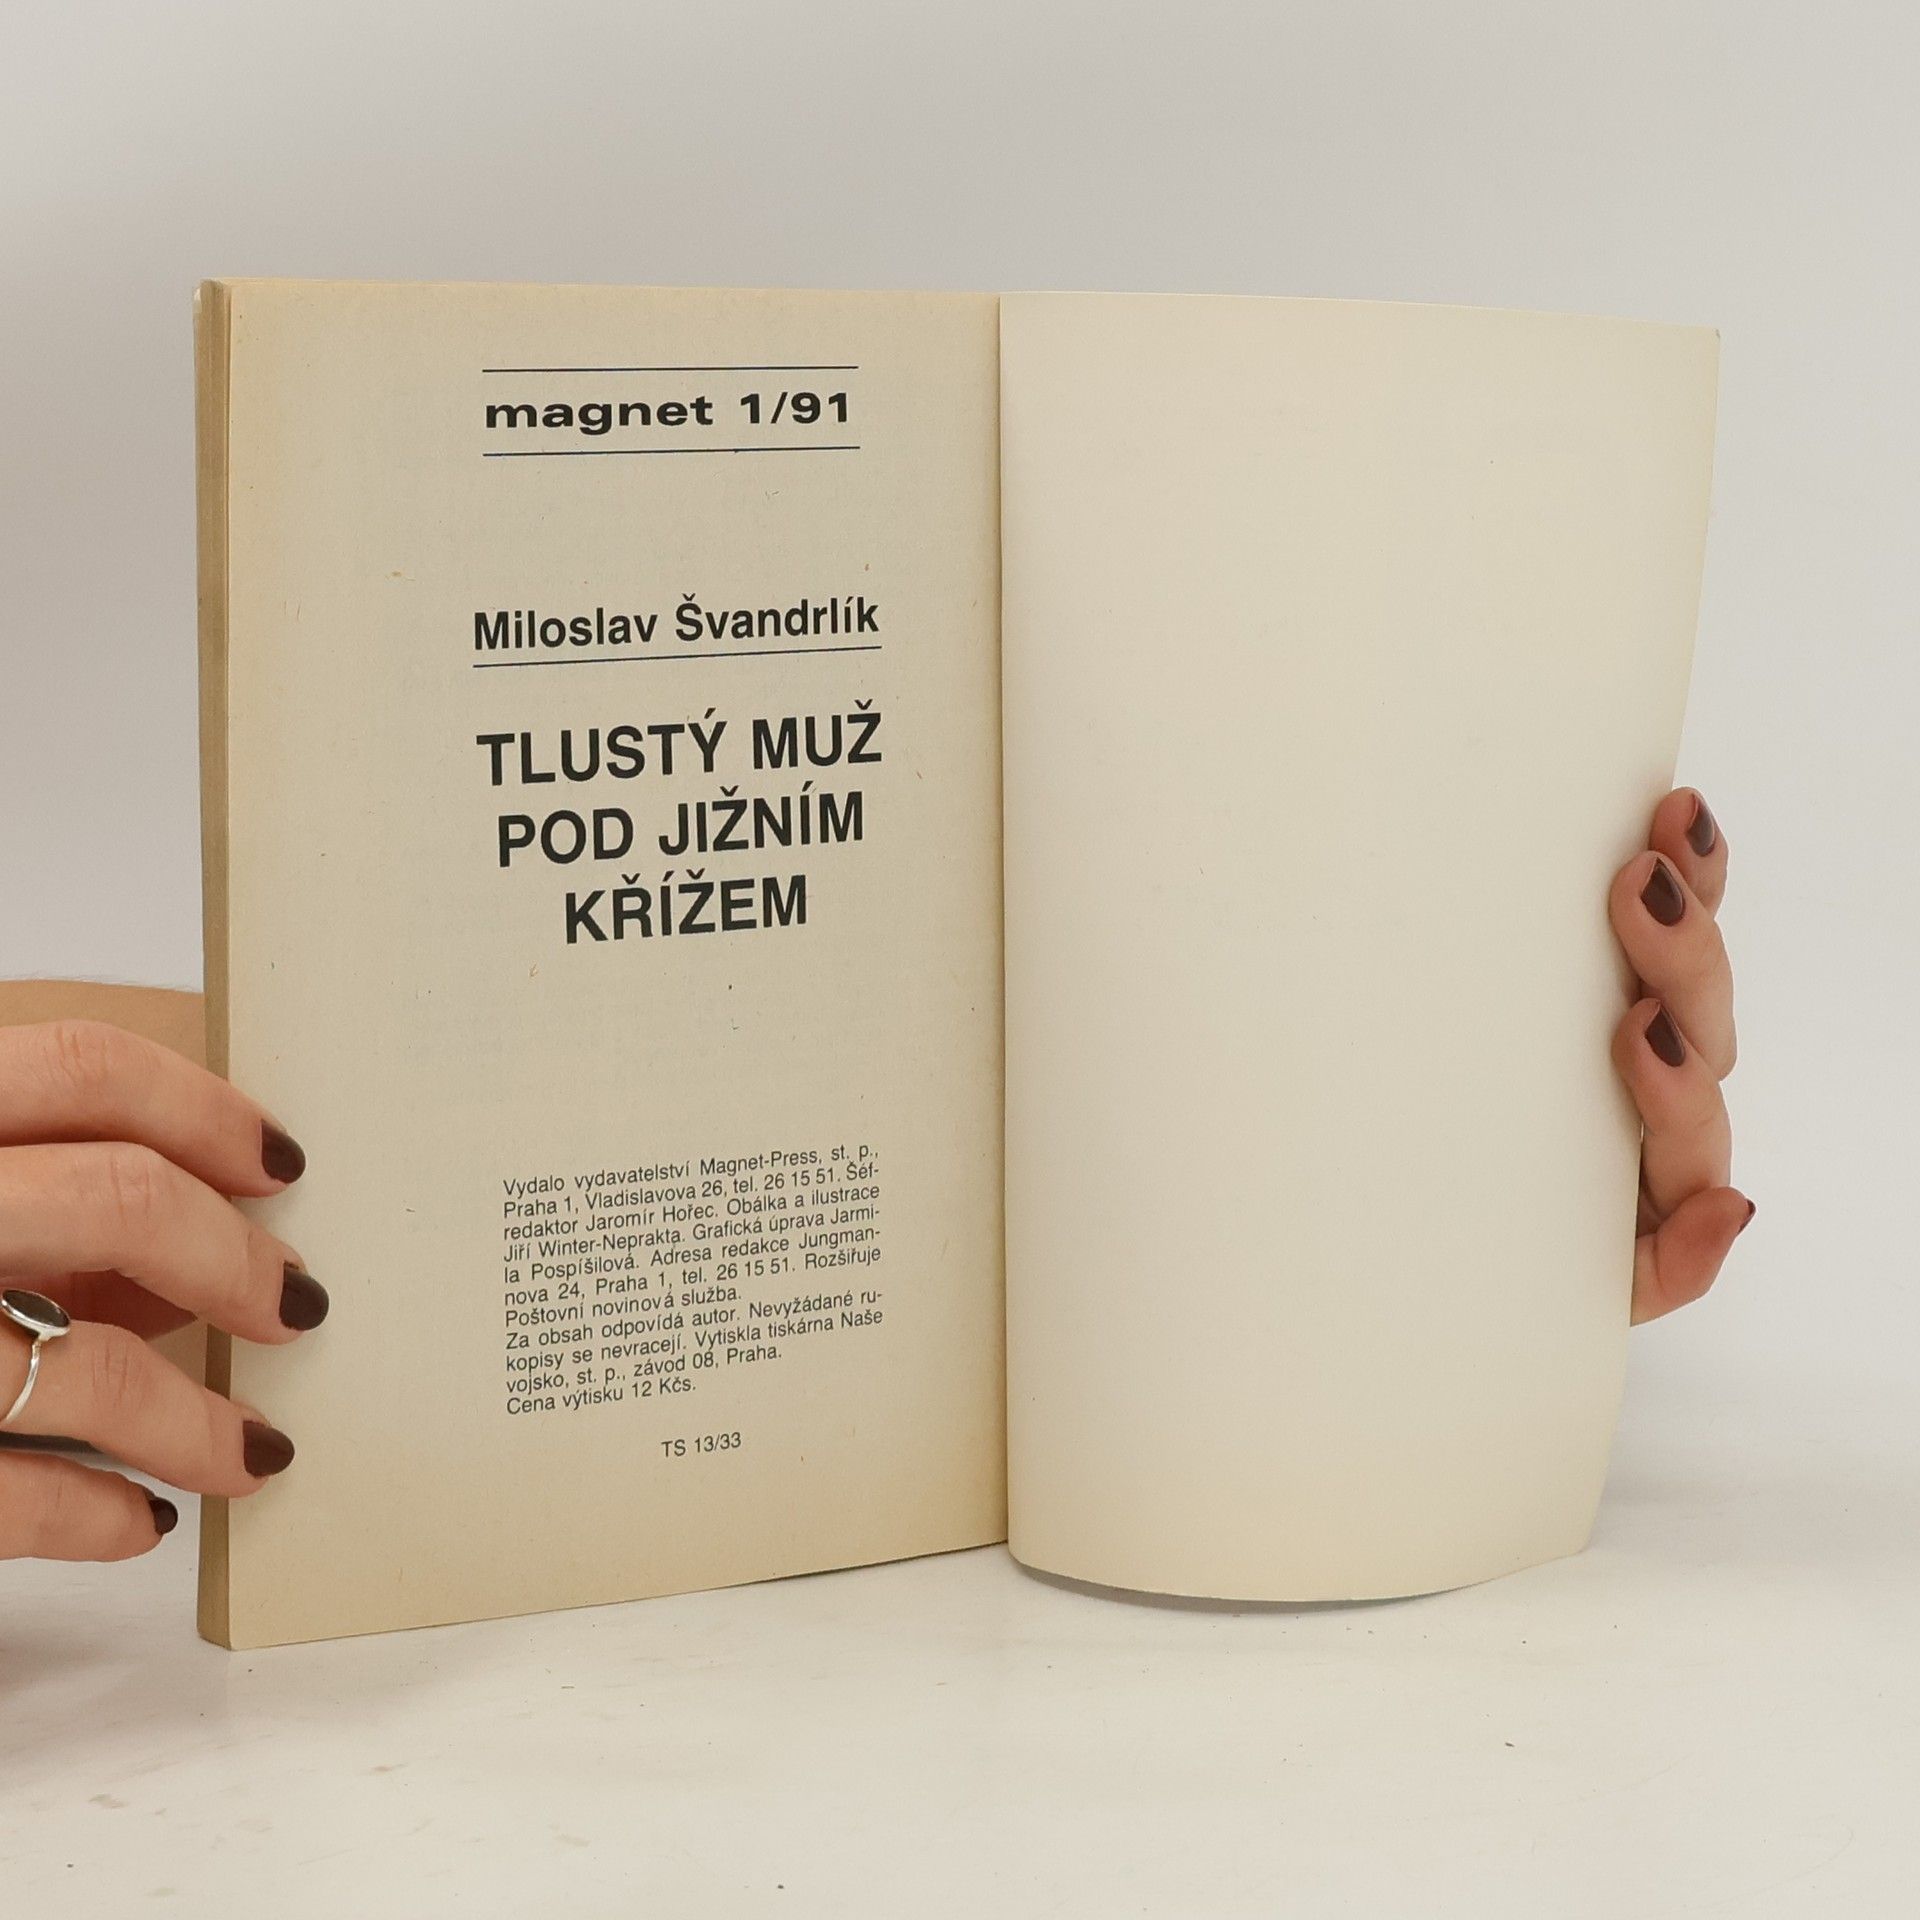 magnet 1/91
Miloslav Švandrlík
TLUSTÝ MUŽ
POD JIŽNÍM
KŘÍŽEM
Vydalo vydavatelství Magnet-Press, st. p.,
Praha 1, Vladislavova 26, tel. 26 15 51. Šéf-
redaktor Jaromír Hořec. Obálka a ilustrace
Jiří Winter-Neprakta. Grafická úprava Jarmi-
la Pospíšilová. Adresa redakce Jungman-
nova 24, Praha 1, tel. 26 15 51. Rozšiřuje
Poštovní novinová služba.
Za obsah odpovídá autor. Nevyžádané ru-
kopisy se nevracejí. Vytiskla tiskárna Naše
vojsko, st. p., závod 08, Praha.
Cena výtisku 12 Kčs.
TS 13/33